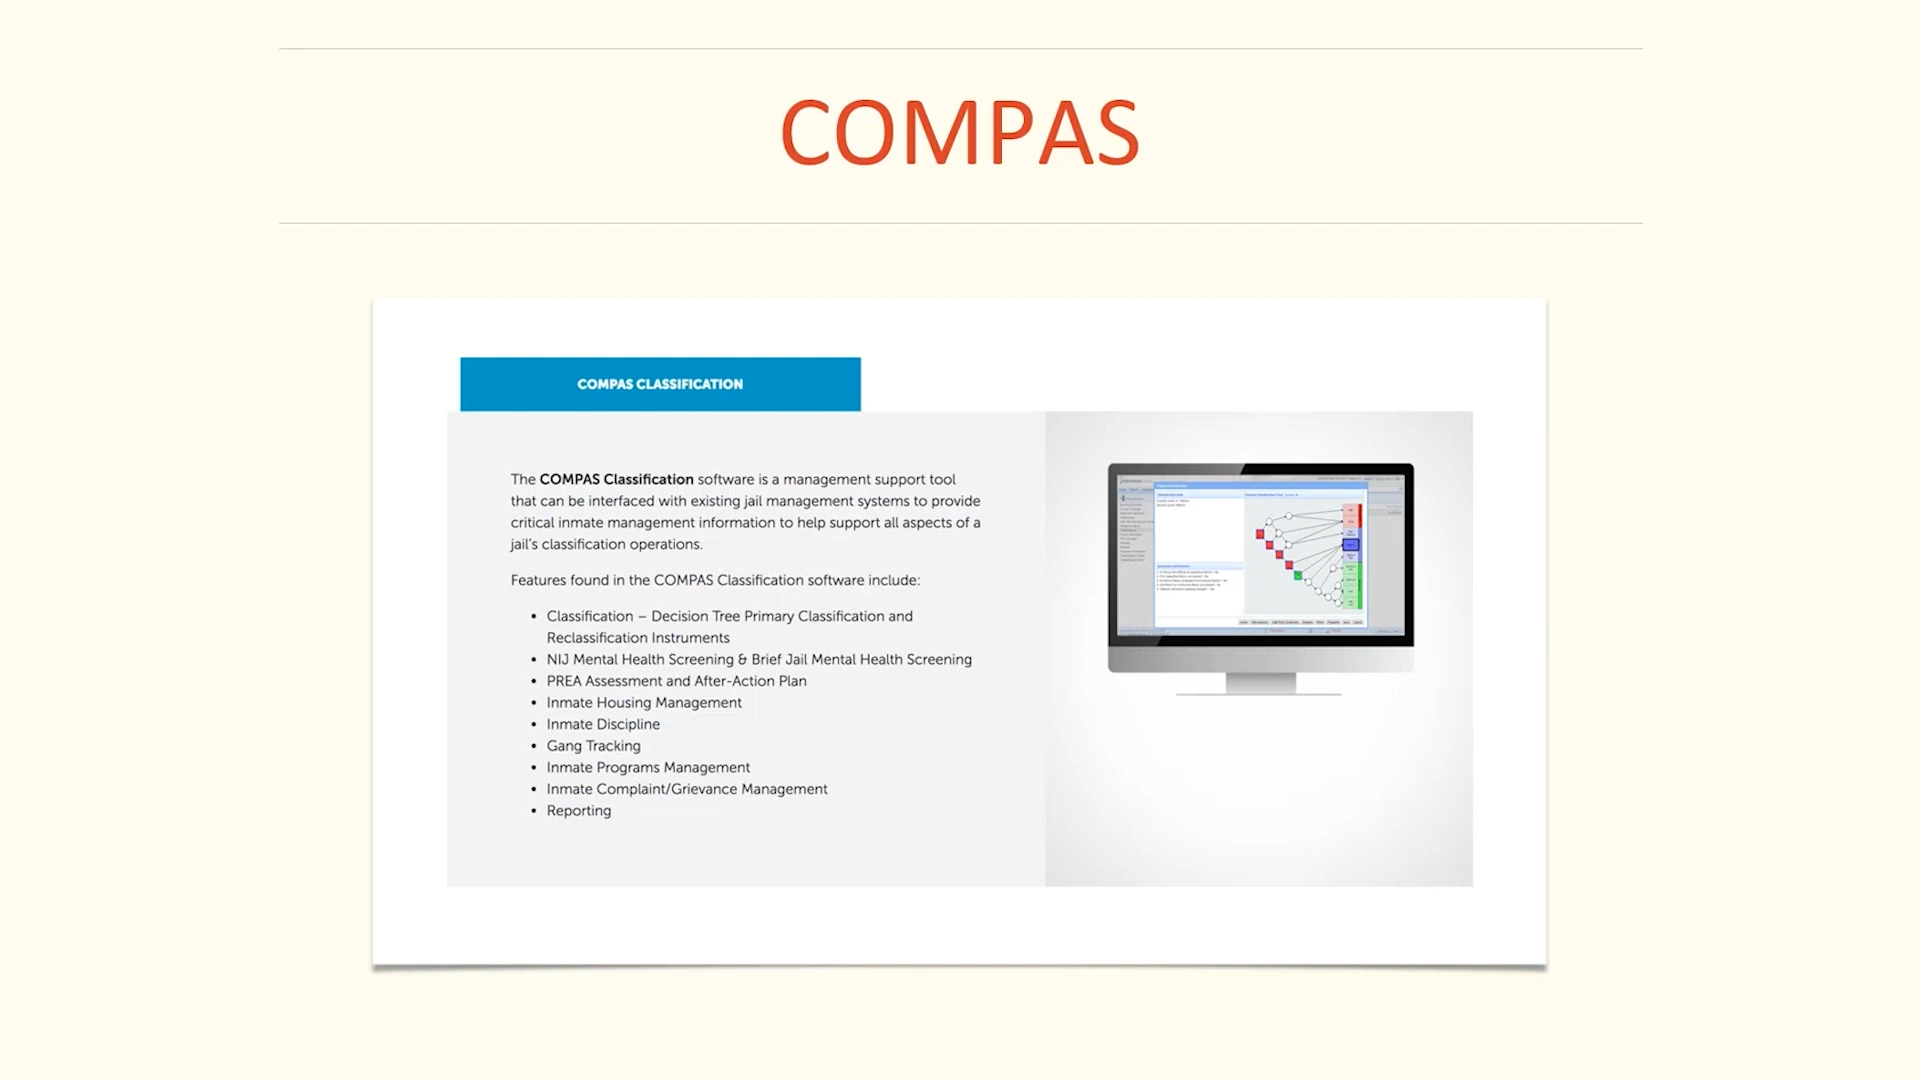 COMPAS
COMPAS CLASSIFICATION
The COMPAS Classification software is a management support tool
that can be interfaced with existing jail management systems to provide
critical inmate management information to help support all aspects of a
jail's classification operations.
Features found in the COMPAS Classification software include:
• Classification – Decision Tree Primary Classification and
Reclassification Instruments
• NIJ Mental Health Screening & Brief Jail Mental Health Screening
• PREA Assessment and After-Action Plan
• Inmate Housing Management
• Inmate Discipline
• Gang Tracking
• Inmate Programs Management
• Inmate Complaint/Grievance Management
• Reporting